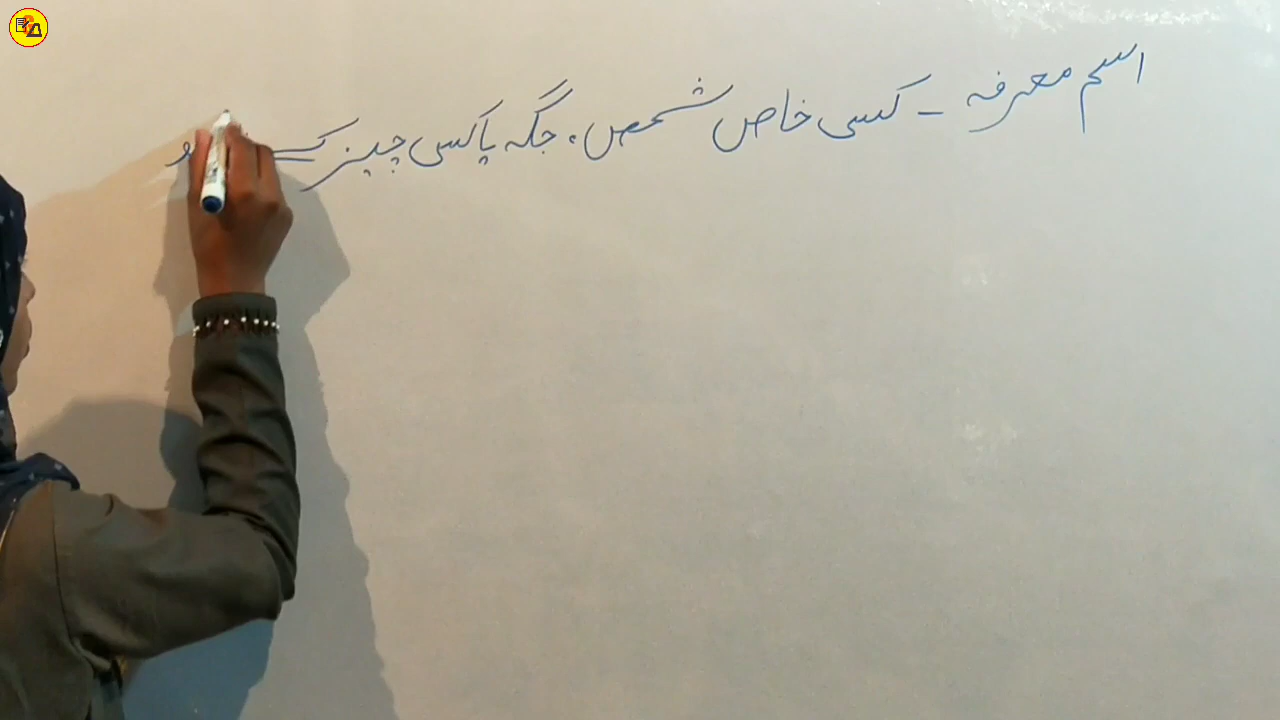 اسم معرفہ - کسی خاص شخص، جگہ یا کسی چیز کے